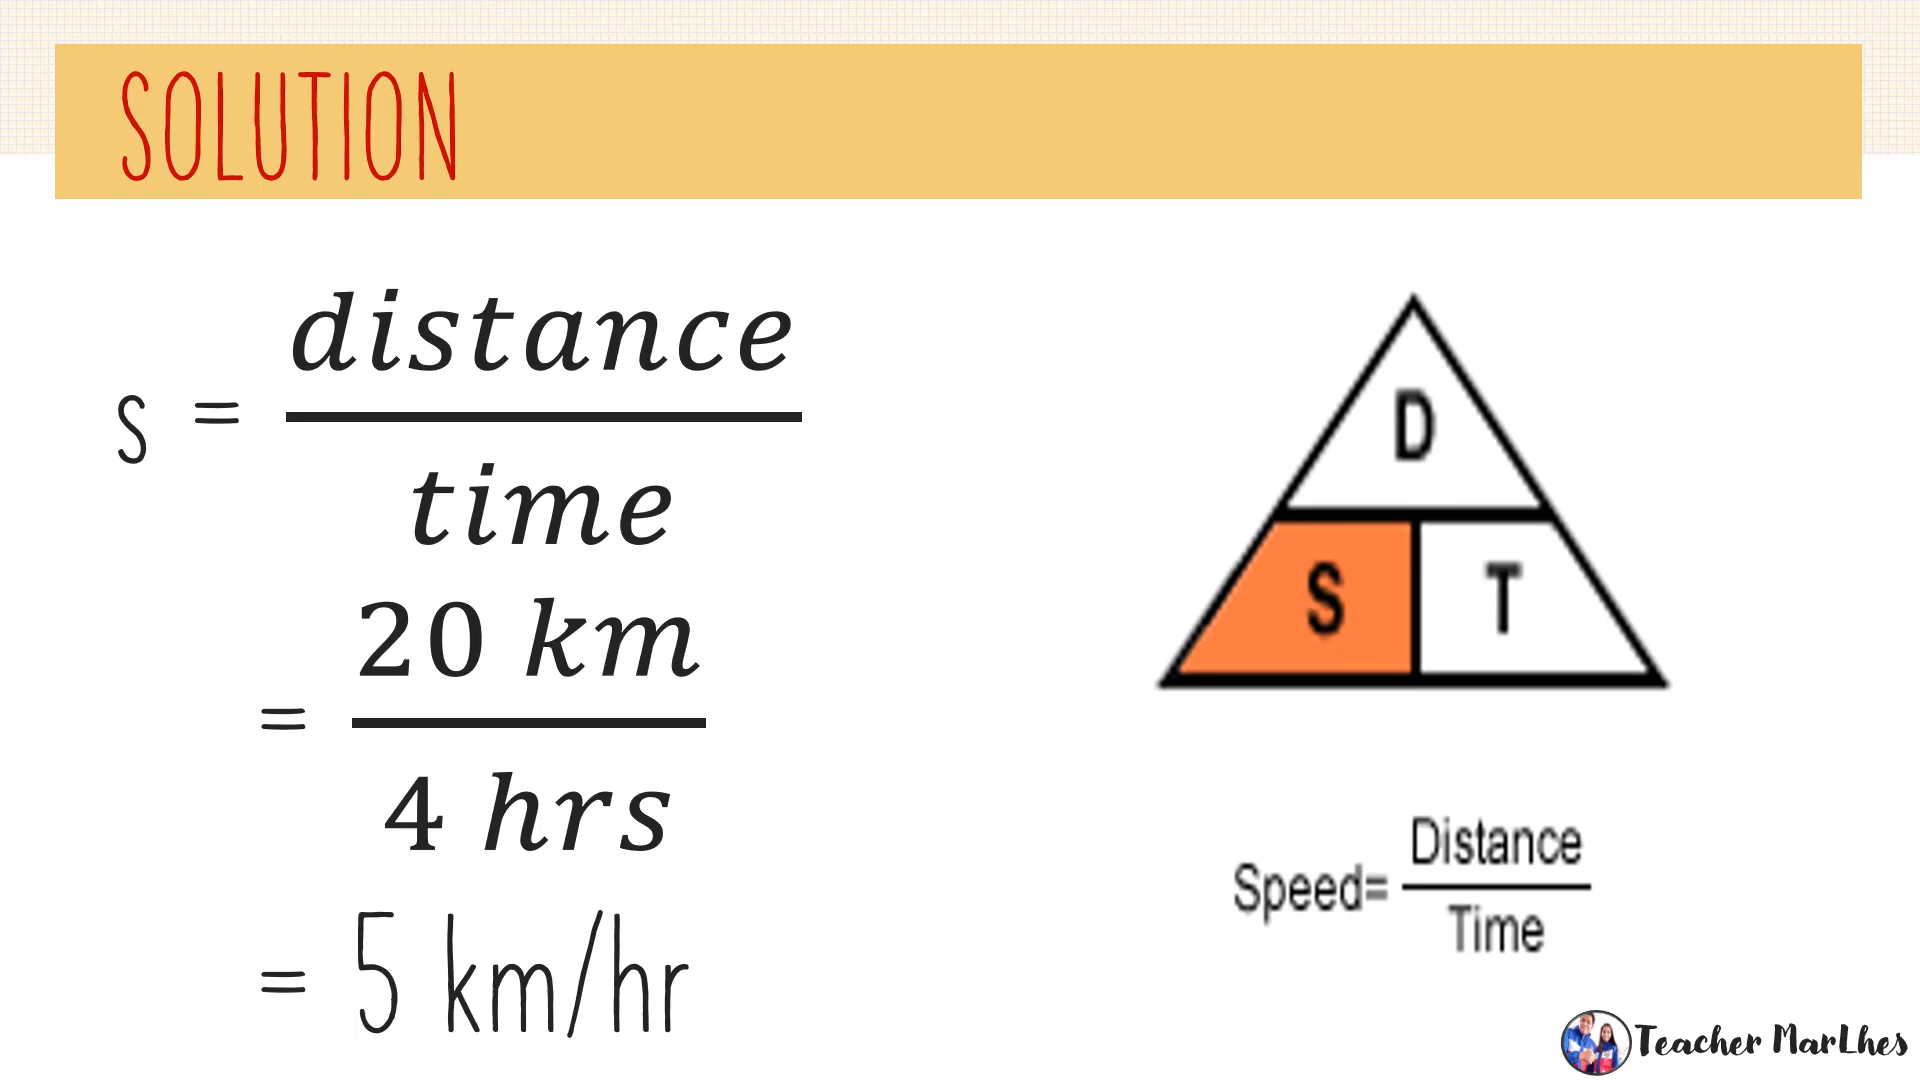 SOLUTION
s = distance
time
= 20 km
4 hrs
= 5 km/hr
D
S T
Speed= Distance
Time
Teacher MarLhes